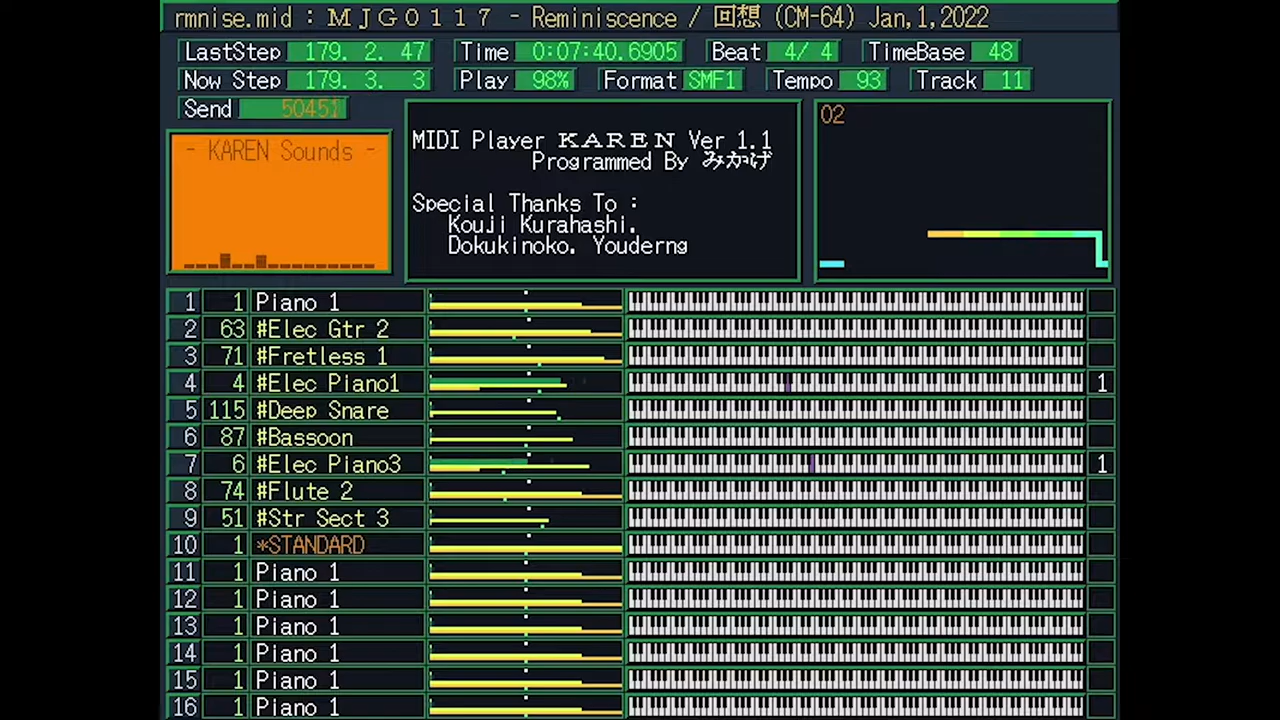 rmnise.mid : MJG0117 - Reminiscence / 回想 (CM-64) Jan,1,2022
LastStep 179. 2. 47 Time 0:07:40.6905 Beat 4/ 4 TimeBase 48
Now Step 179. 3. 3 Play 98% Format SMF1 Tempo 93 Track 11
Send 50451
- KAREN Sounds -
MIDI Player KAREN Ver 1.1
Programmed By みかげ
Special Thanks To :
Kouji Kurahashi.
Dokukinoko. Youderng
02
1 1 Piano 1
2 63 #Elec Gtr 2
3 71 #Fretless 1
4 4 #Elec Piano1 1
5 115 #Deep Snare
6 87 #Bassoon
7 6 #Elec Piano3 1
8 74 #Flute 2
9 51 #Str Sect 3
10 1 *STANDARD
11 1 Piano 1
12 1 Piano 1
13 1 Piano 1
14 1 Piano 1
15 1 Piano 1
16 1 Piano 1